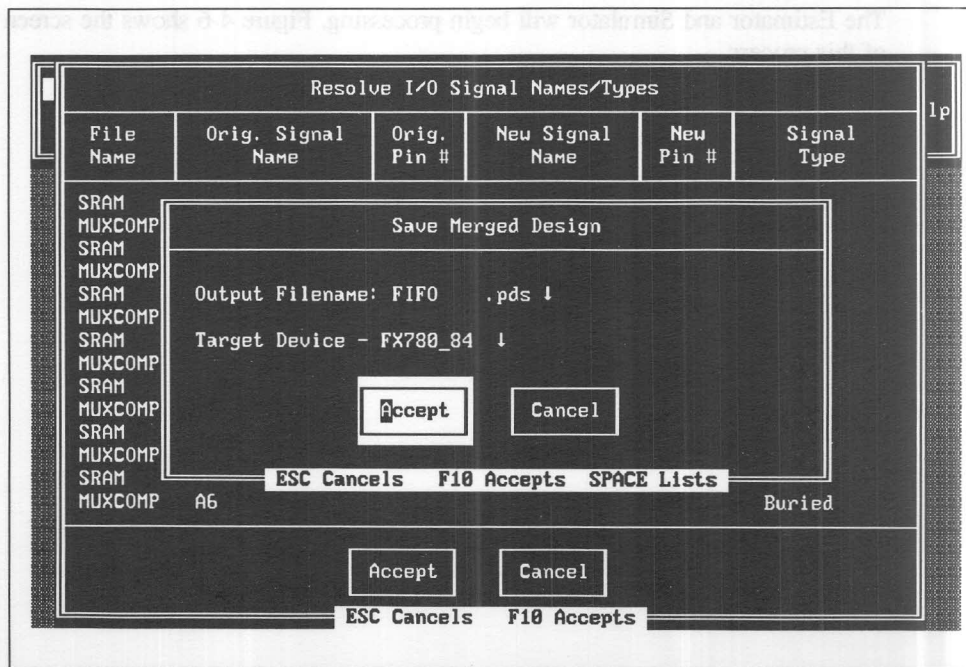 The Estimator and Simulator will begin processing. Figure 4-6 shows the screen
lp
Resolve I/O Signal Names/Types
File Name Orig. Signal Name Orig. Pin # New Signal Name New Pin # Signal Type
SRAM
MUXCOMP
SRAM
MUXCOMP
SRAM
MUXCOMP
SRAM
MUXCOMP
SRAM
MUXCOMP
SRAM
MUXCOMP
SRAM
MUXCOMP A6 Buried
Save Merged Design
Output Filename: FIFO .pds ↓
Target Device - FX780_84 ↓
Accept Cancel
ESC Cancels F10 Accepts SPACE Lists
Accept Cancel
ESC Cancels F10 Accepts